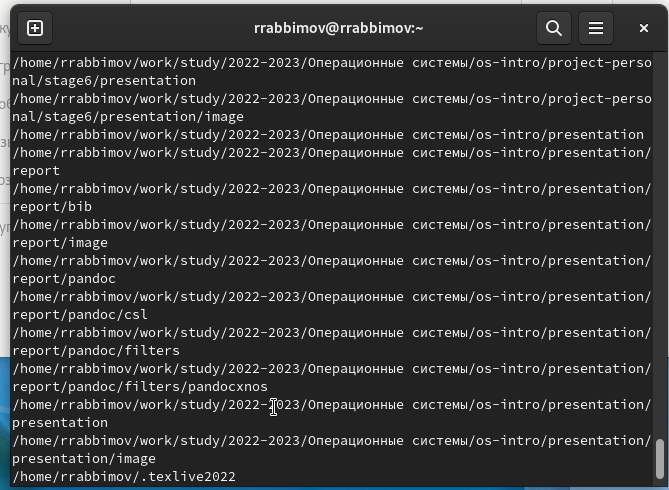 rrabbimov@rrabbimov:~
/home/rrabbimov/work/study/2022-2023/Операционные системы/os-intro/project-perso
nal/stage6/presentation
/home/rrabbimov/work/study/2022-2023/Операционные системы/os-intro/project-perso
nal/stage6/presentation/image
/home/rrabbimov/work/study/2022-2023/Операционные системы/os-intro/presentation
/home/rrabbimov/work/study/2022-2023/Операционные системы/os-intro/presentation/
report
/home/rrabbimov/work/study/2022-2023/Операционные системы/os-intro/presentation/
report/bib
/home/rrabbimov/work/study/2022-2023/Операционные системы/os-intro/presentation/
report/image
/home/rrabbimov/work/study/2022-2023/Операционные системы/os-intro/presentation/
report/pandoc
/home/rrabbimov/work/study/2022-2023/Операционные системы/os-intro/presentation/
report/pandoc/csl
/home/rrabbimov/work/study/2022-2023/Операционные системы/os-intro/presentation/
report/pandoc/filters
/home/rrabbimov/work/study/2022-2023/Операционные системы/os-intro/presentation/
report/pandoc/filters/pandocxnos
/home/rrabbimov/work/study/2022-2023/Операционные системы/os-intro/presentation/
presentation
/home/rrabbimov/work/study/2022-2023/Операционные системы/os-intro/presentation/
presentation/image
/home/rrabbimov/.texlive2022